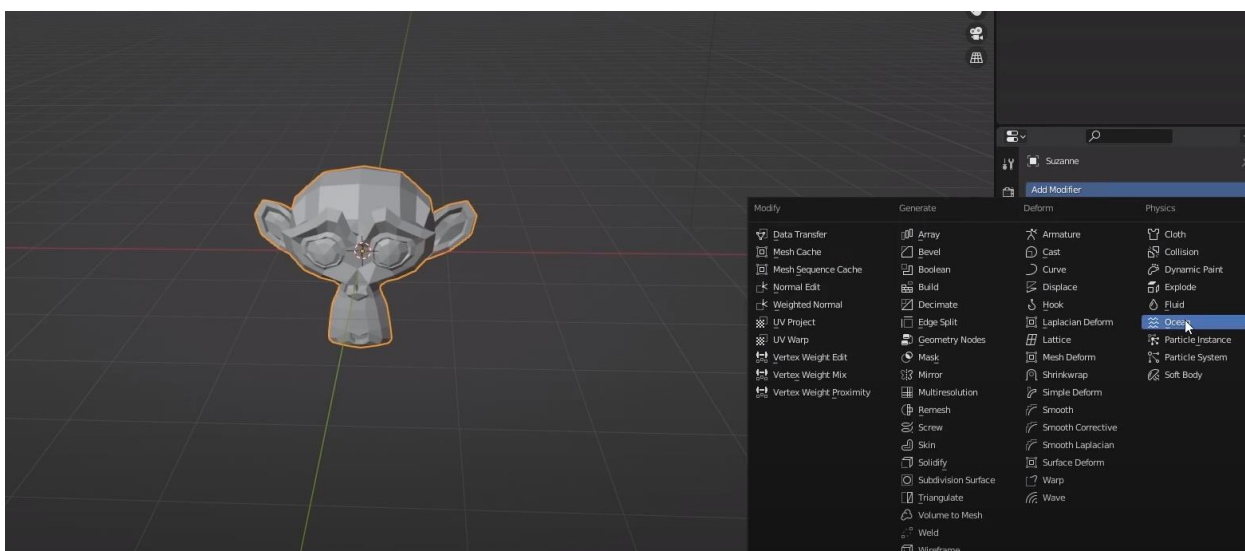 Suzanne
Add Modifier
Modify
Data Transfer
Mesh Cache
Mesh Sequence Cache
Normal Edit
Weighted Normal
UV Project
UV Warp
Vertex Weight Edit
Vertex Weight Mix
Vertex Weight Proximity
Generate
Array
Bevel
Boolean
Build
Decimate
Edge Split
Geometry Nodes
Mask
Mirror
Multiresolution
Remesh
Screw
Skin
Solidify
Subdivision Surface
Triangulate
Volume to Mesh
Weld
Wireframe
Deform
Armature
Cast
Curve
Displace
Hook
Laplacian Deform
Lattice
Mesh Deform
Shrinkwrap
Simple Deform
Smooth
Smooth Corrective
Smooth Laplacian
Surface Deform
Warp
Wave
Physics
Cloth
Collision
Dynamic Paint
Explode
Fluid
Ocean
Particle Instance
Particle System
Soft Body